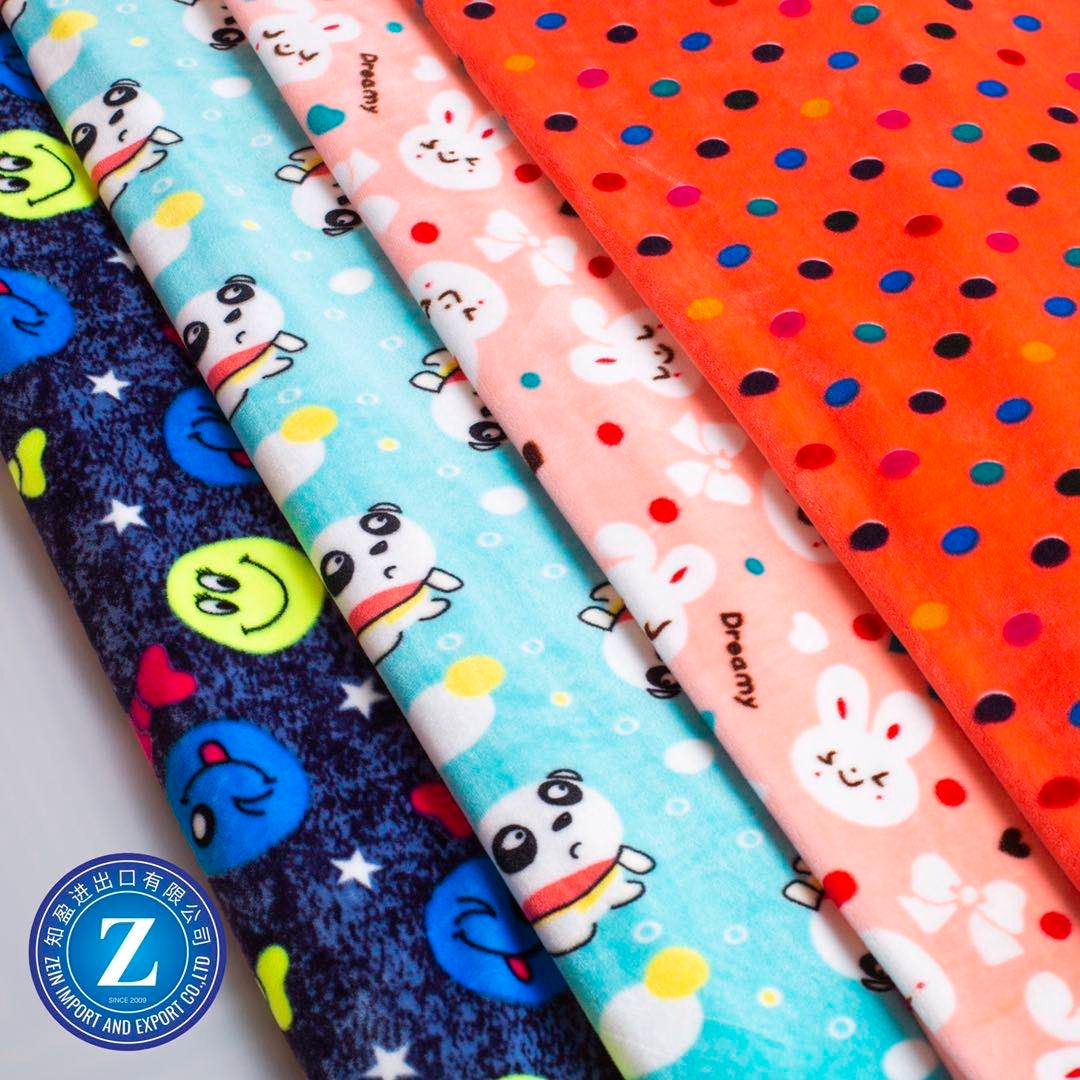 Dreamy
Dreamy
知盈进出口有限公司
Z
SINCE 2009
ZEIN IMPORT AND EXPORT CO.,LTD